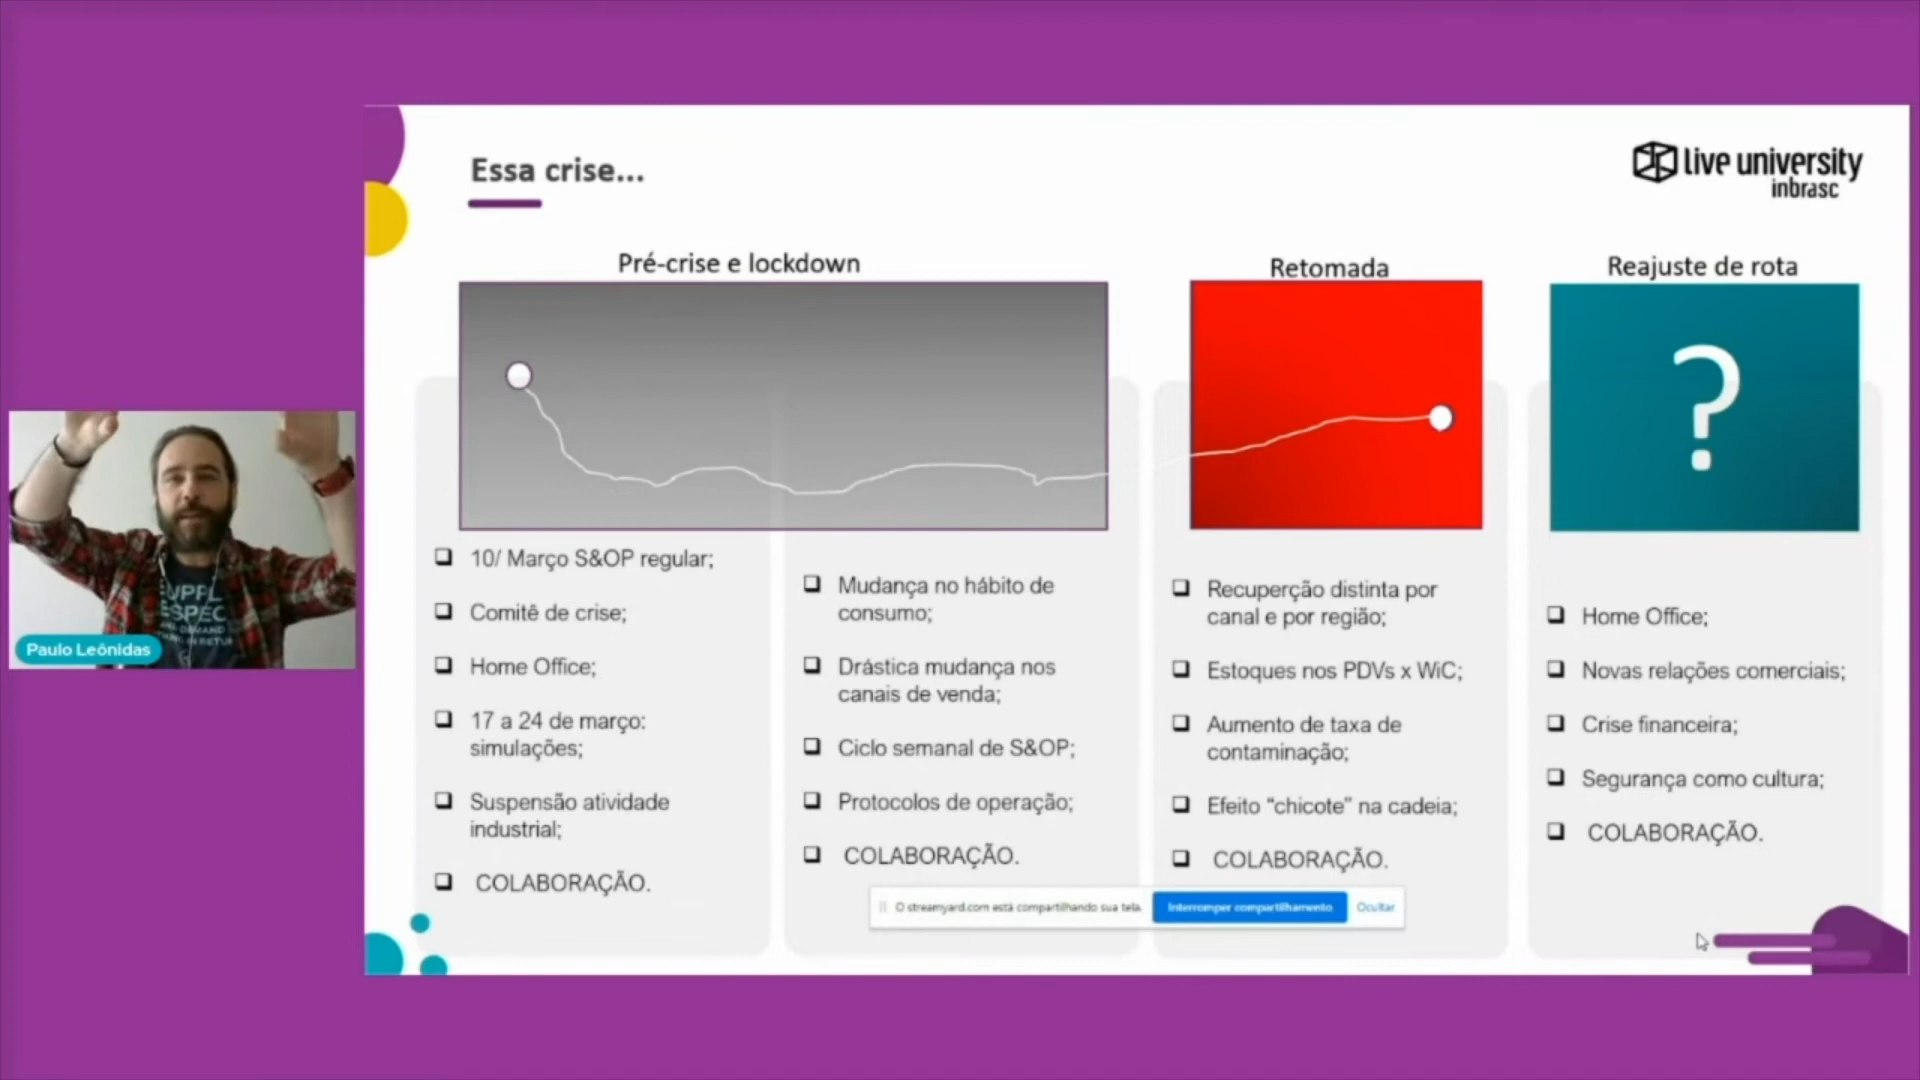 Essa crise...
live university
inbrasc
Pré-crise e lockdown
Retomada
Reajuste de rota
?
❑ 10/ Março S&OP regular;
❑ Comitê de crise;
❑ Home Office;
❑ 17 a 24 de março:
simulações;
❑ Suspensão atividade
industrial;
❑ COLABORAÇÃO.
❑ Mudança no hábito de
consumo;
❑ Drástica mudança nos
canais de venda;
❑ Ciclo semanal de S&OP;
❑ Protocolos de operação;
❑ COLABORAÇÃO.
❑ Recuperção distinta por
canal e por região;
❑ Estoques nos PDVs x WiC;
❑ Aumento de taxa de
contaminação;
❑ Efeito “chicote” na cadeia;
❑ COLABORAÇÃO.
❑ Home Office;
❑ Novas relações comerciais;
❑ Crise financeira;
❑ Segurança como cultura;
❑ COLABORAÇÃO.
O streamyard.com está compartilhando sua tela.
Interromper compartilhamento
Ocultar
Paulo Leônidas